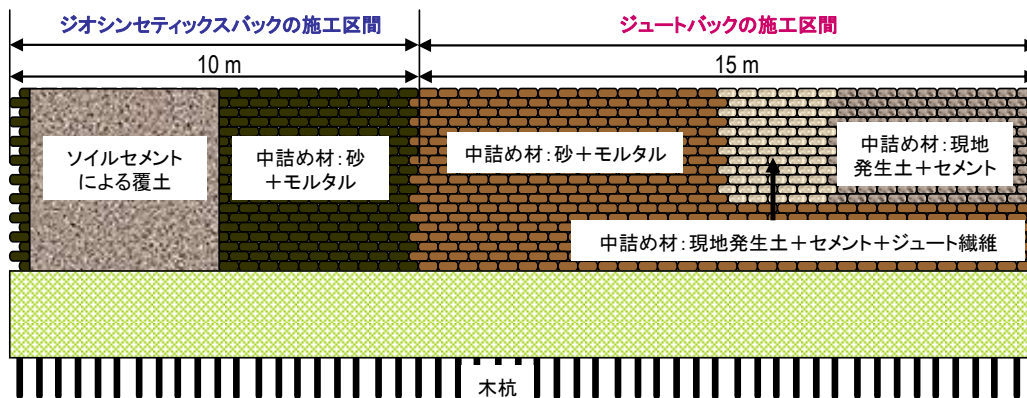 ジオシンセティックスバックの施工区間
ジュートバックの施工区間
10 m
15 m
ソイルセメント
による覆土
中詰め材：砂
＋モルタル
中詰め材：砂＋モルタル
中詰め材：現地
発生土＋セメント
中詰め材：現地発生土＋セメント＋ジュート繊維
木杭